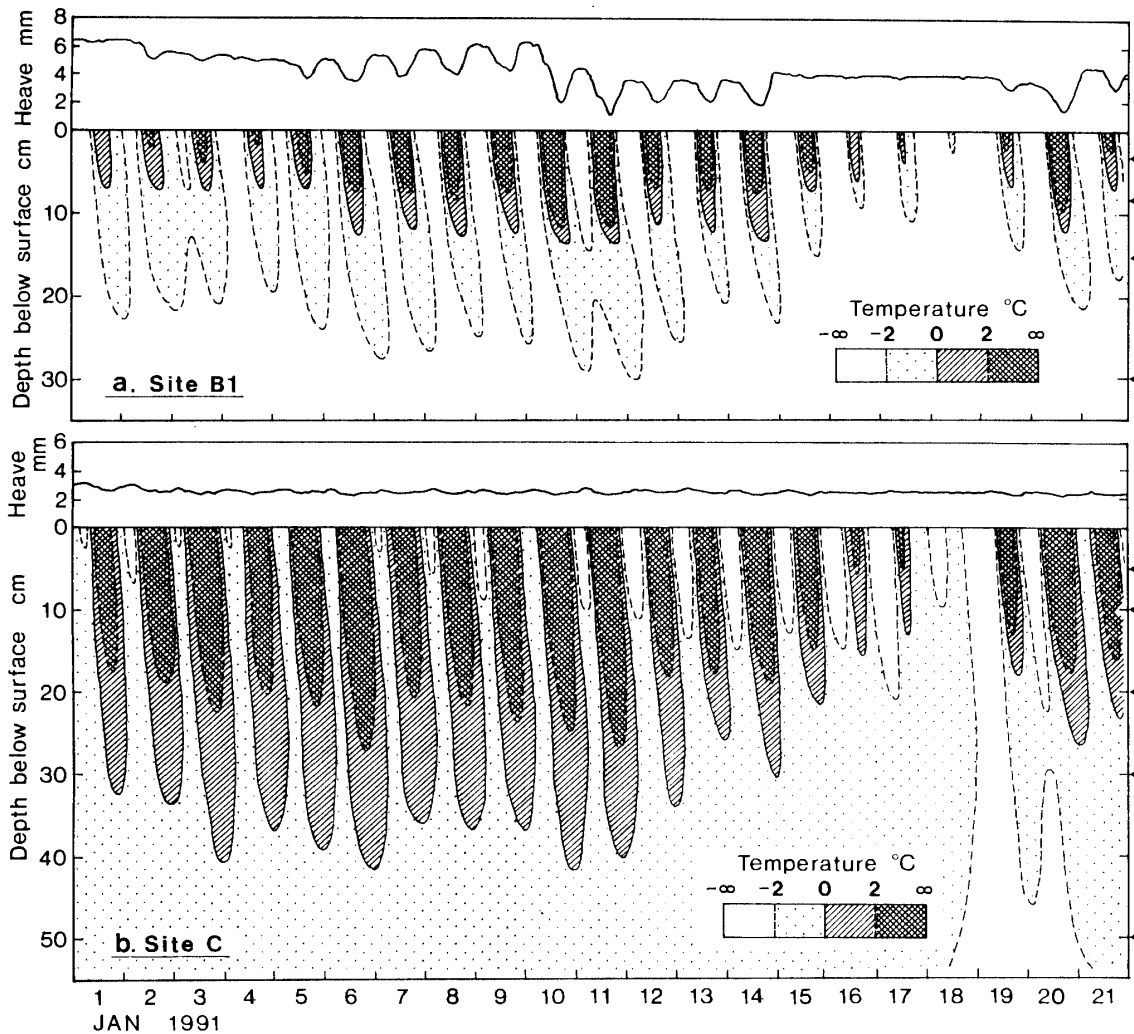 Heave mm
8
6
4
2
0
Depth below surface cm
10
20
30
Temperature °C
-∞ -2 0 2 ∞
a. Site B1
Heave mm
6
4
2
0
Depth below surface cm
10
20
30
40
50
Temperature °C
-∞ -2 0 2 ∞
b. Site C
1 2 3 4 5 6 7 8 9 10 11 12 13 14 15 16 17 18 19 20 21
JAN 1991